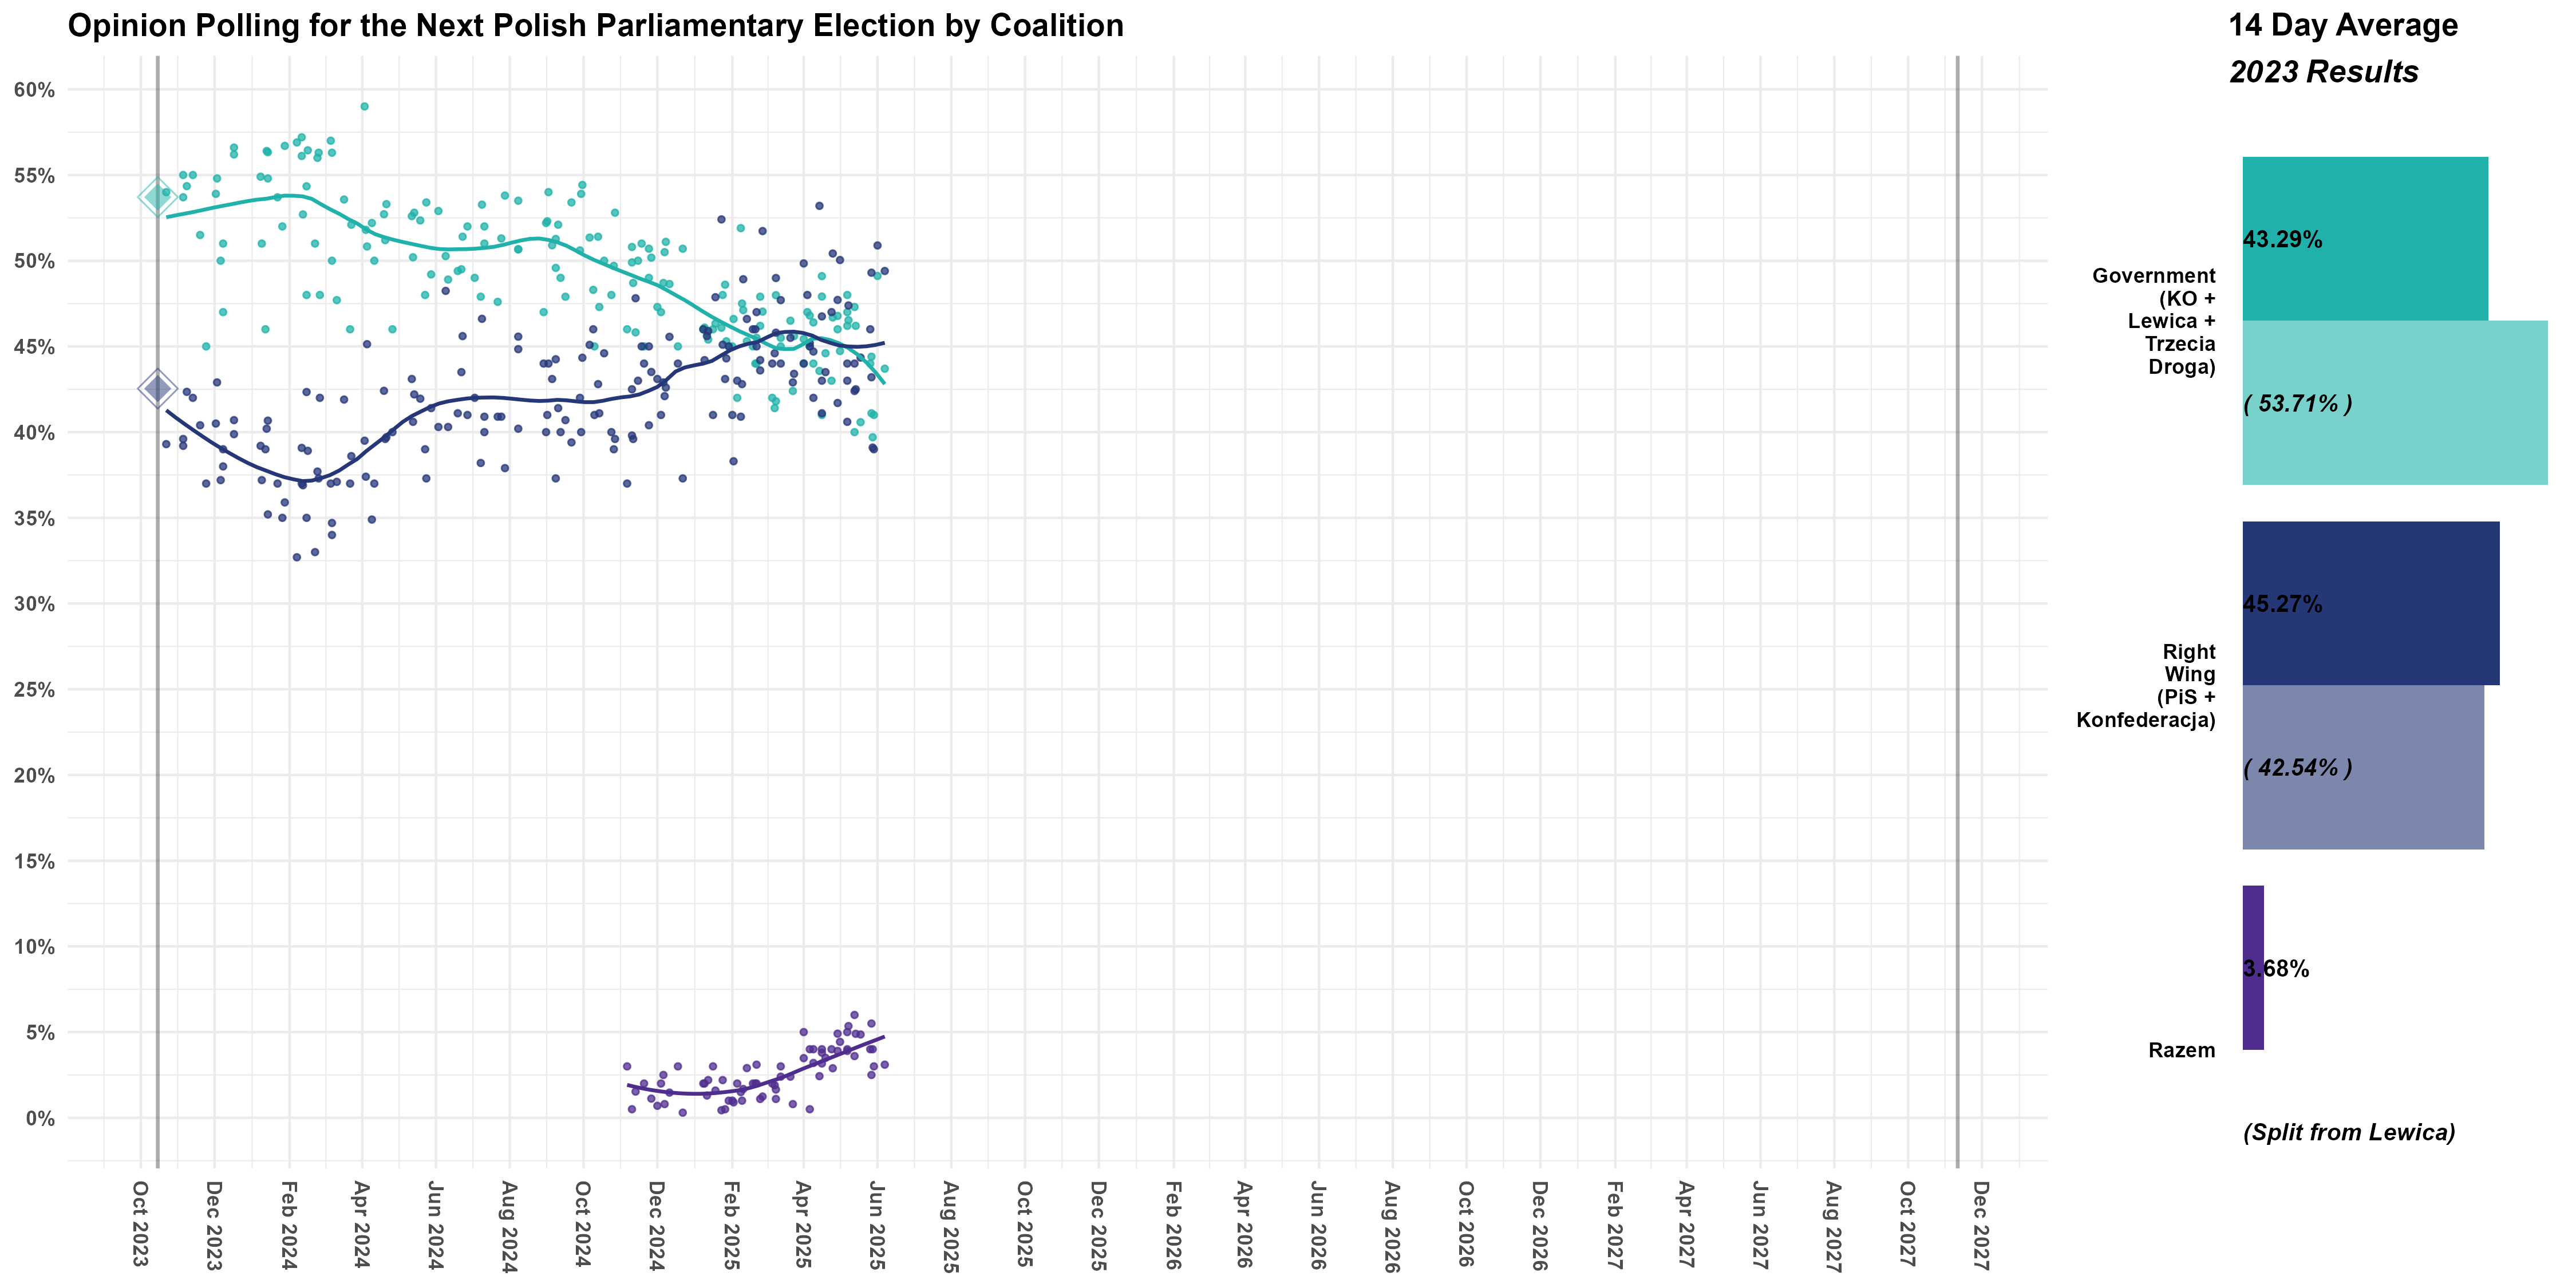 Opinion Polling for the Next Polish Parliamentary Election by Coalition
60%
55%
50%
45%
40%
35%
30%
25%
20%
15%
10%
5%
0%
Oct 2023
Dec 2023
Feb 2024
Apr 2024
Jun 2024
Aug 2024
Oct 2024
Dec 2024
Feb 2025
Apr 2025
Jun 2025
Aug 2025
Oct 2025
Dec 2025
Feb 2026
Apr 2026
Jun 2026
Aug 2026
Oct 2026
Dec 2026
Feb 2027
Apr 2027
Jun 2027
Aug 2027
Oct 2027
Dec 2027
14 Day Average
2023 Results
Government
(KO +
Lewica +
Trzecia
Droga)
43.29%
( 53.71% )
Right
Wing
(PiS +
Konfederacja)
45.27%
( 42.54% )
Razem
3.68%
(Split from Lewica)